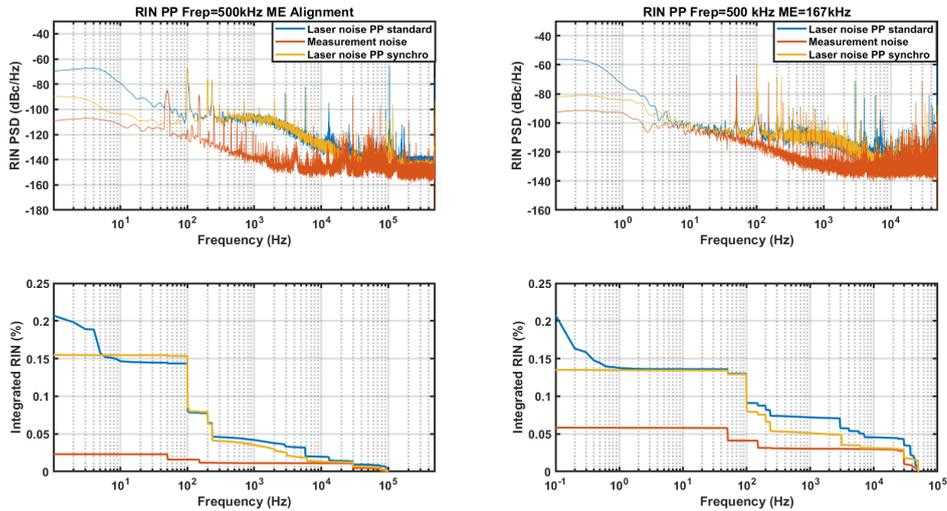 RIN PP Frep=500kHz ME Alignment
Laser noise PP standard
Measurement noise
Laser noise PP synchro
RIN PSD (dBc/Hz)
-40
-60
-80
-100
-120
-140
-160
-180
10^1 10^2 10^3 10^4 10^5
Frequency (Hz)
RIN PP Frep=500 kHz ME=167kHz
Laser noise PP standard
Measurement noise
Laser noise PP synchro
RIN PSD (dBc/Hz)
-40
-60
-80
-100
-120
-140
-160
10^0 10^1 10^2 10^3 10^4
Frequency (Hz)
Integrated RIN (%)
0.25
0.2
0.15
0.1
0.05
0
10^1 10^2 10^3 10^4 10^5
Frequency (Hz)
Integrated RIN (%)
0.25
0.2
0.15
0.1
0.05
0
10^-1 10^0 10^1 10^2 10^3 10^4 10^5
Frequency (Hz)